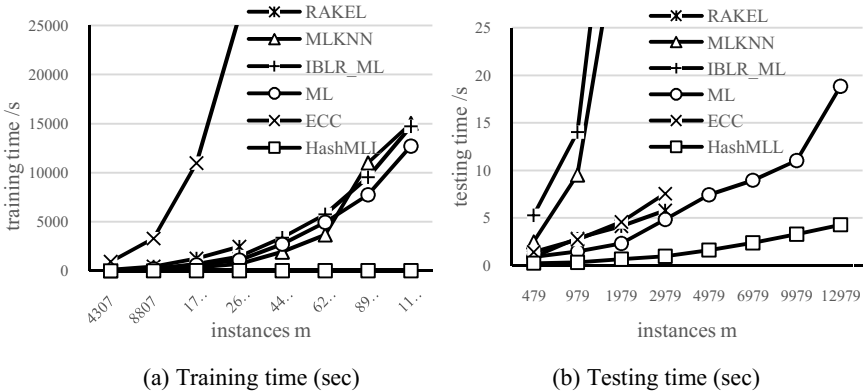 25000
20000
15000
10000
5000
0
training time /s
RAKEL
MLKNN
IBLR_ML
ML
ECC
HashMLL
4307
8807
17..
26..
44..
62..
89..
11..
instances m
(a) Training time (sec)
25
20
15
10
5
0
testing time /s
RAKEL
MLKNN
IBLR_ML
ML
ECC
HashMLL
479
979
1979
2979
4979
6979
9979
12979
instances m
(b) Testing time (sec)